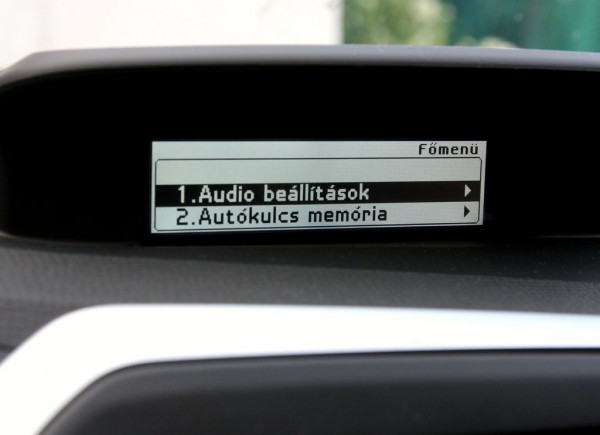 Főmenü
1.Audio beállítások
2.Autókulcs memória